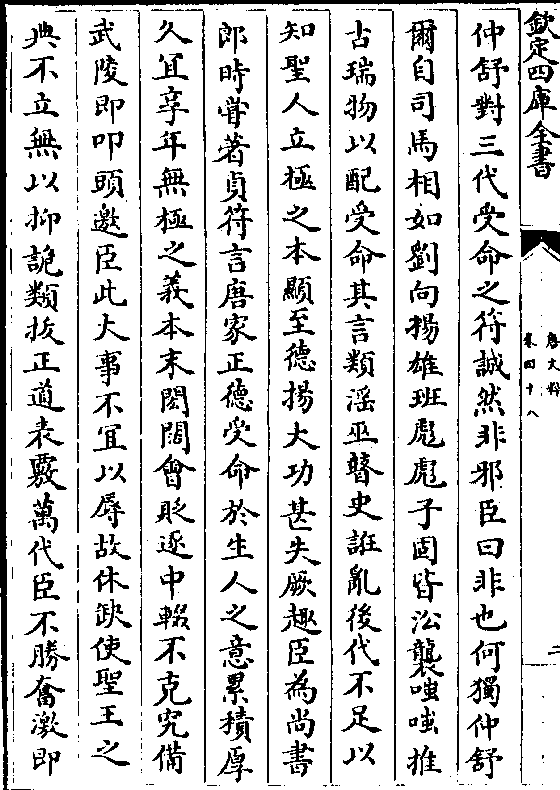 欽定四庫全書
唐文粹
卷四十八
二
仲舒對三代受命之符誠然非邪臣曰非也何獨仲舒
爾自司馬相如劉向揚雄班彪彪子固皆沿襲嗤嗤推
古瑞物以配受命其言類淫巫瞽史誑亂後代不足以
知聖人立極之本顯至德揚大功甚失厥趣臣為尚書
郎時嘗著貞符言唐家正德受命於生人之意累積厚
久宜享年無極之義本末閎闊會貶逐中輟不克究備
武陵即叩頭邀臣此大事不宜以辱故休缺使聖王之
典不立無以抑詭類拔正道表覈萬代臣不勝奮激即